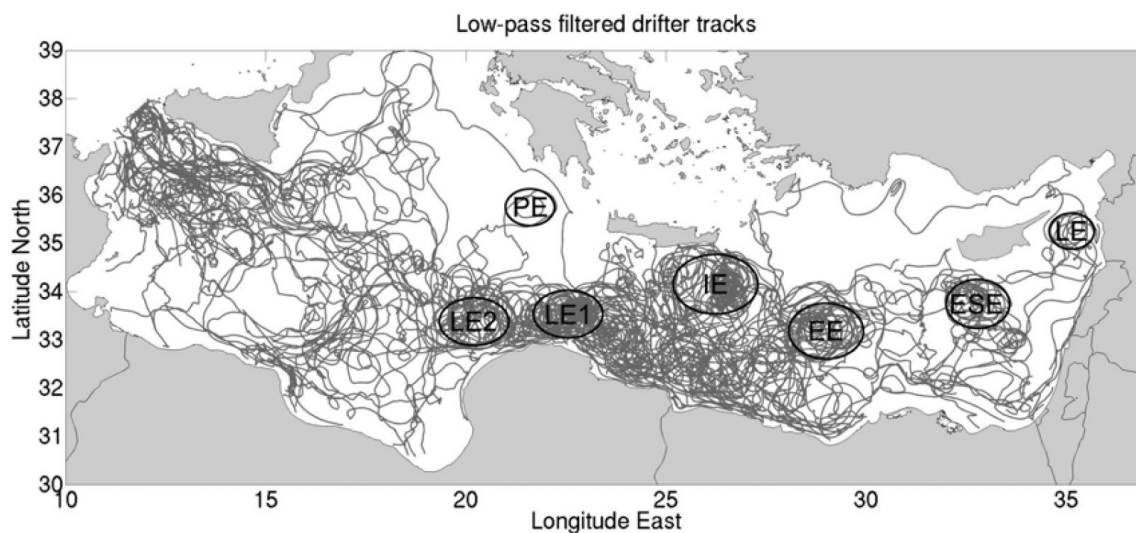 Low-pass filtered drifter tracks
39
38
37
36
35
34
33
32
31
30
Latitude North
PE
LE
IE
ESE
LE2
LE1
EE
10
15
20
25
30
35
Longitude East